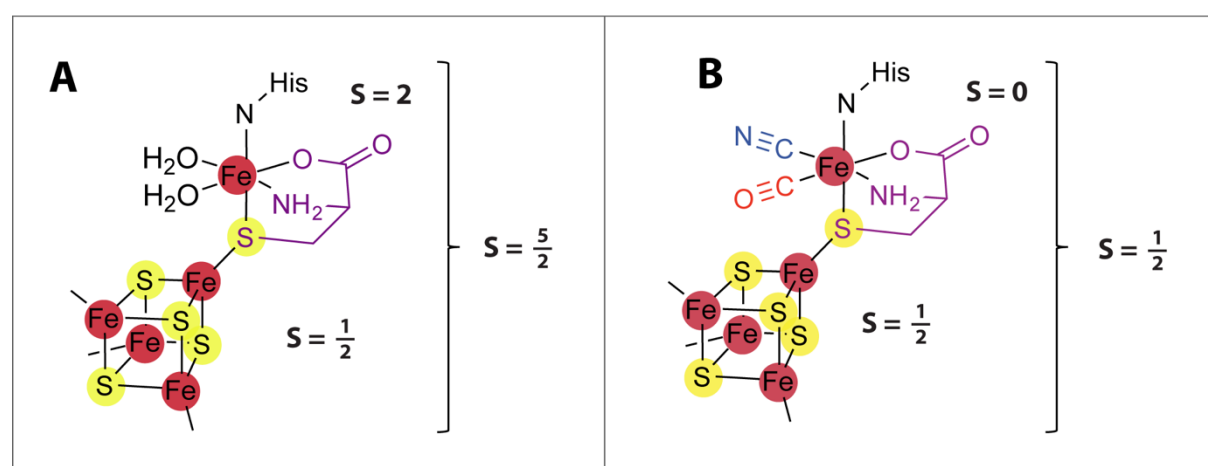 A
His
N
S = 2
H₂O
O
O
Fe
H₂O
NH₂
S
S
Fe
Fe
S
S = 1/2
Fe
S
S
Fe
S = 5/2
B
His
N
S = 0
N≡C
O
O
Fe
O≡C
NH₂
S
S
Fe
Fe
S
S = 1/2
Fe
S
S
Fe
S = 1/2